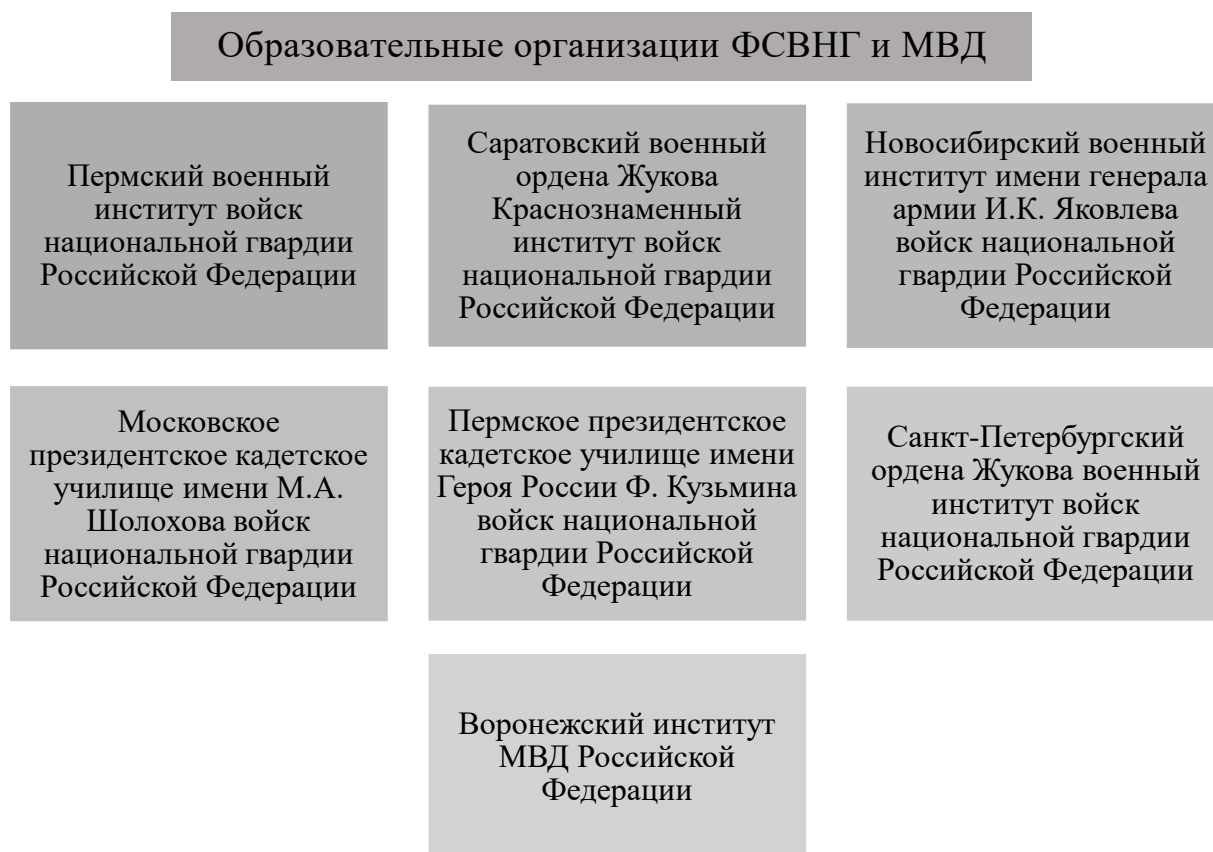 Образовательные организации ФСВНГ и МВД
Пермский военный
институт войск
национальной гвардии
Российской Федерации
Саратовский военный
ордена Жукова
Краснознаменный
институт войск
национальной гвардии
Российской Федерации
Новосибирский военный
институт имени генерала
армии И.К. Яковлева
войск национальной
гвардии Российской
Федерации
Московское
президентское кадетское
училище имени М.А.
Шолохова войск
национальной гвардии
Российской Федерации
Пермское президентское
кадетское училище имени
Героя России Ф. Кузьмина
войск национальной
гвардии Российской
Федерации
Санкт-Петербургский
ордена Жукова военный
институт войск
национальной гвардии
Российской Федерации
Воронежский институт
МВД Российской
Федерации